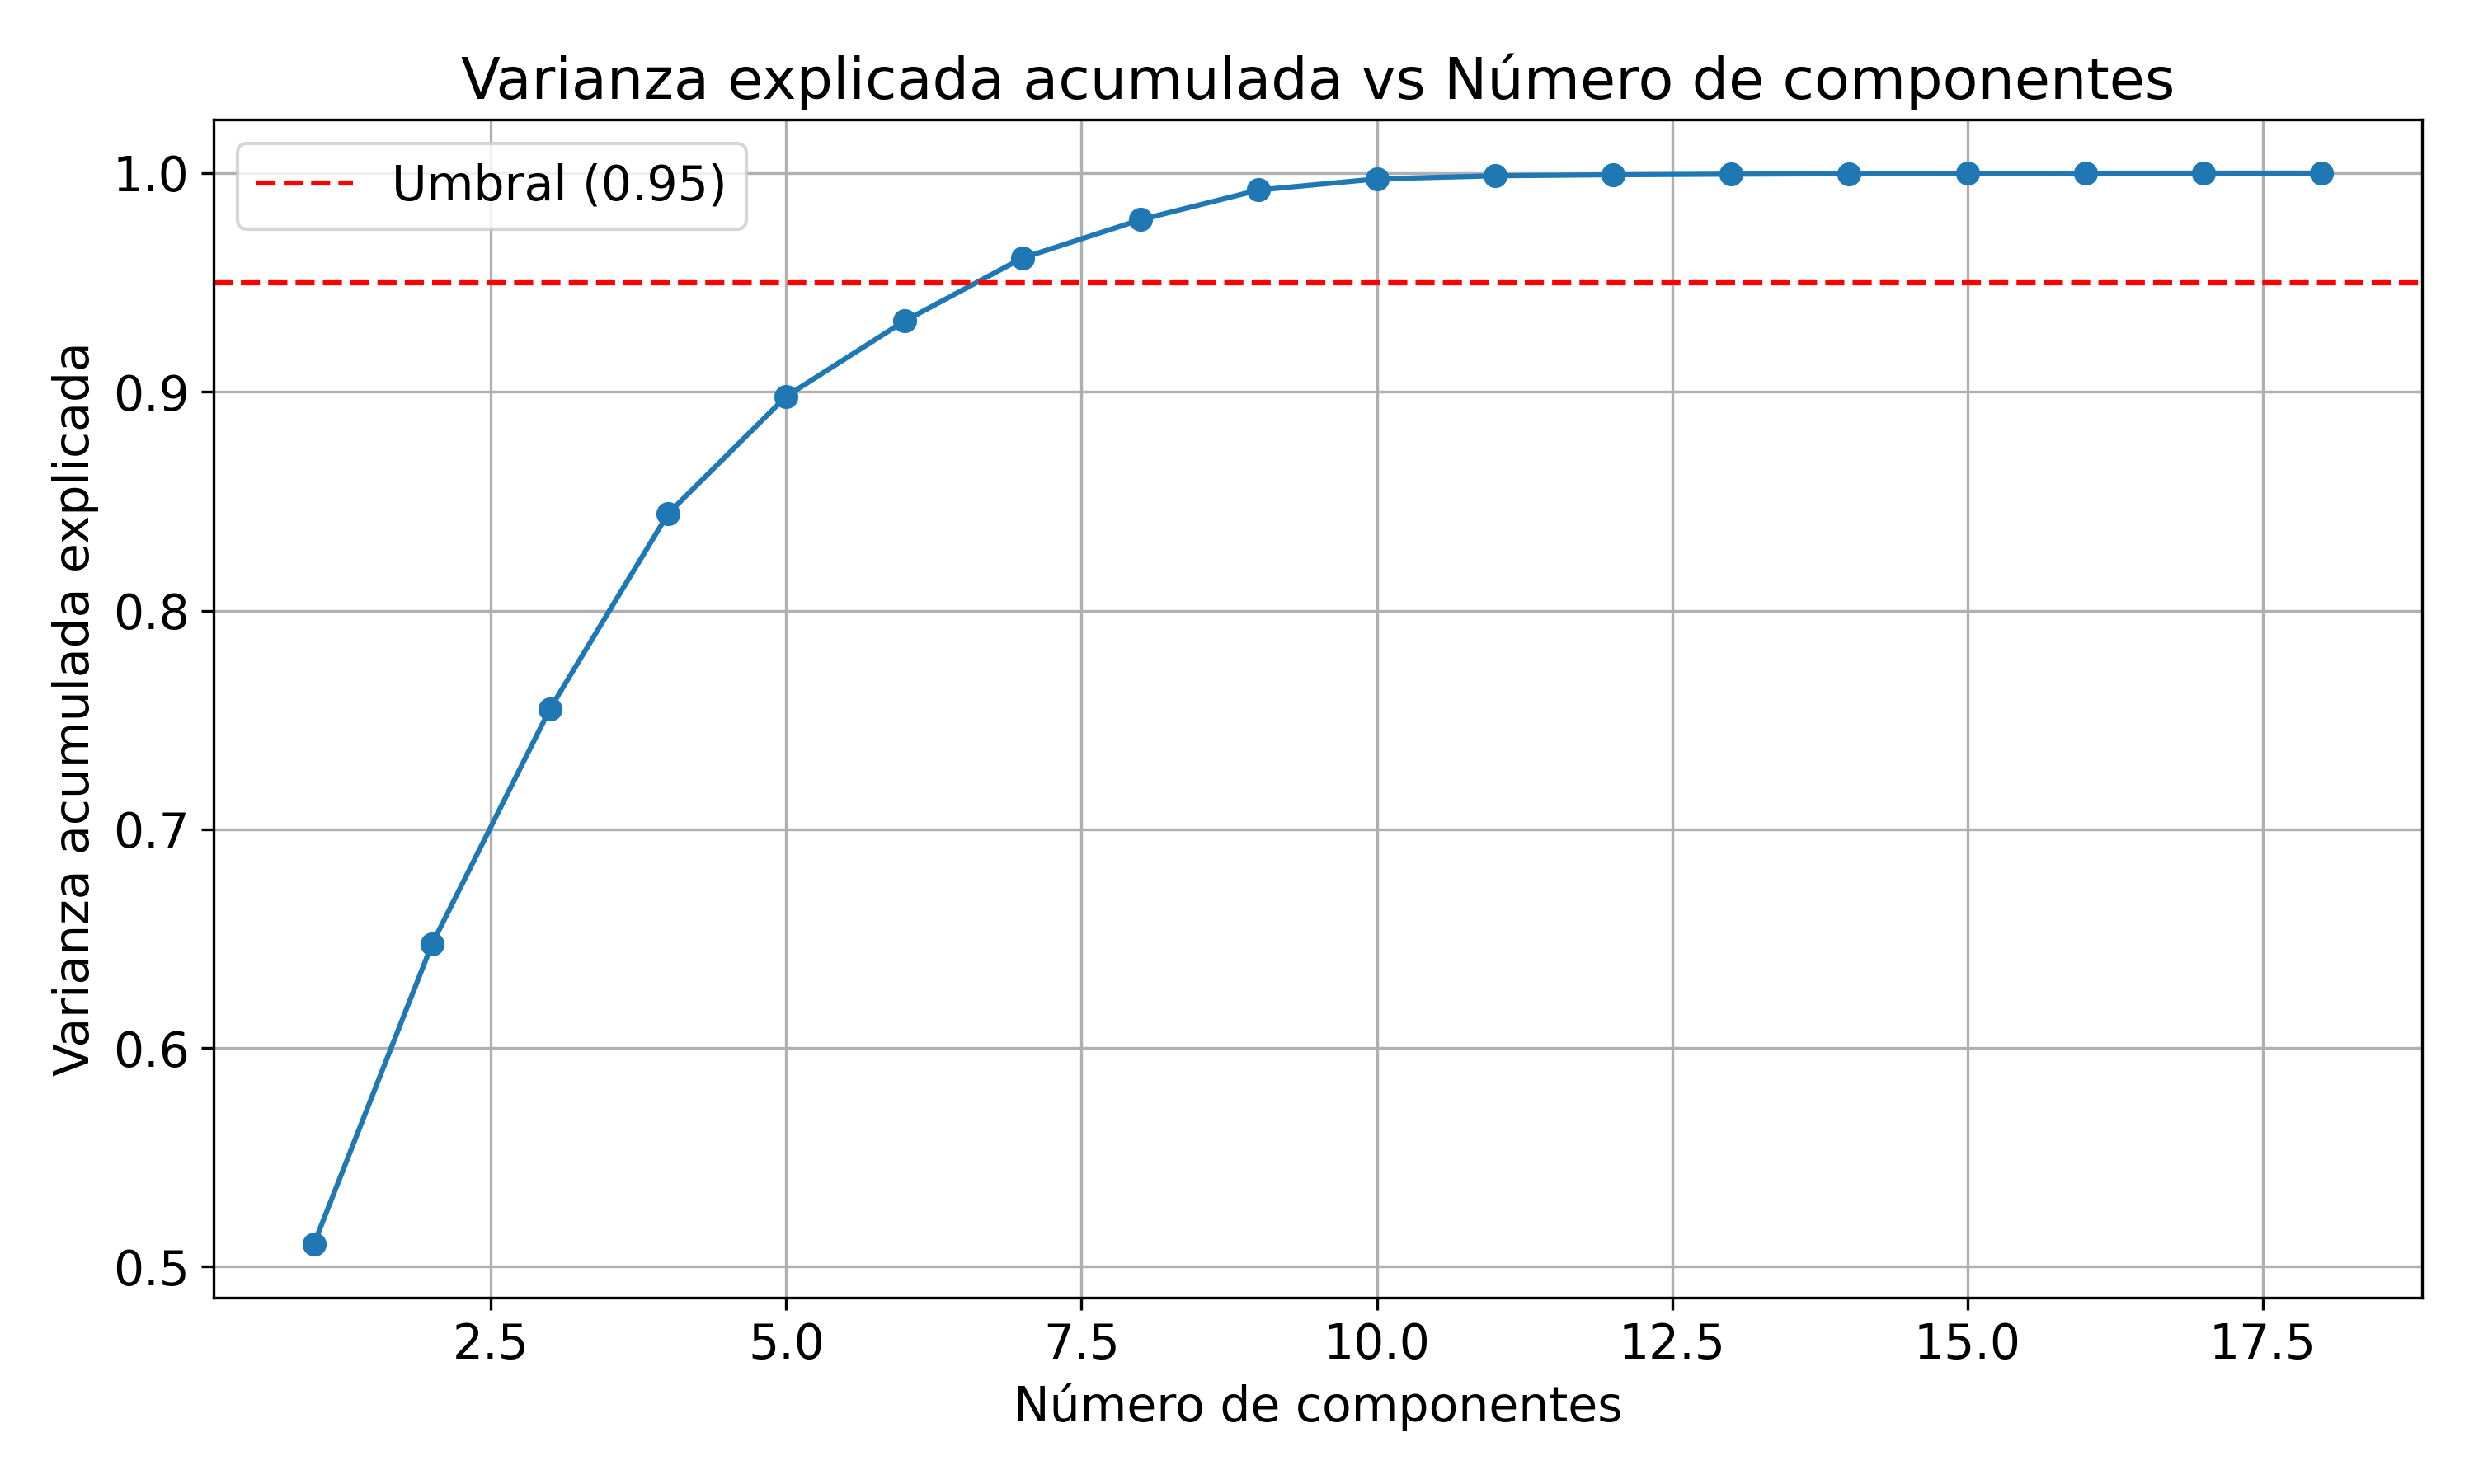 Varianza explicada acumulada vs Número de componentes
Umbral (0.95)
Varianza acumulada explicada
1.0
0.9
0.8
0.7
0.6
0.5
2.5 5.0 7.5 10.0 12.5 15.0 17.5
Número de componentes